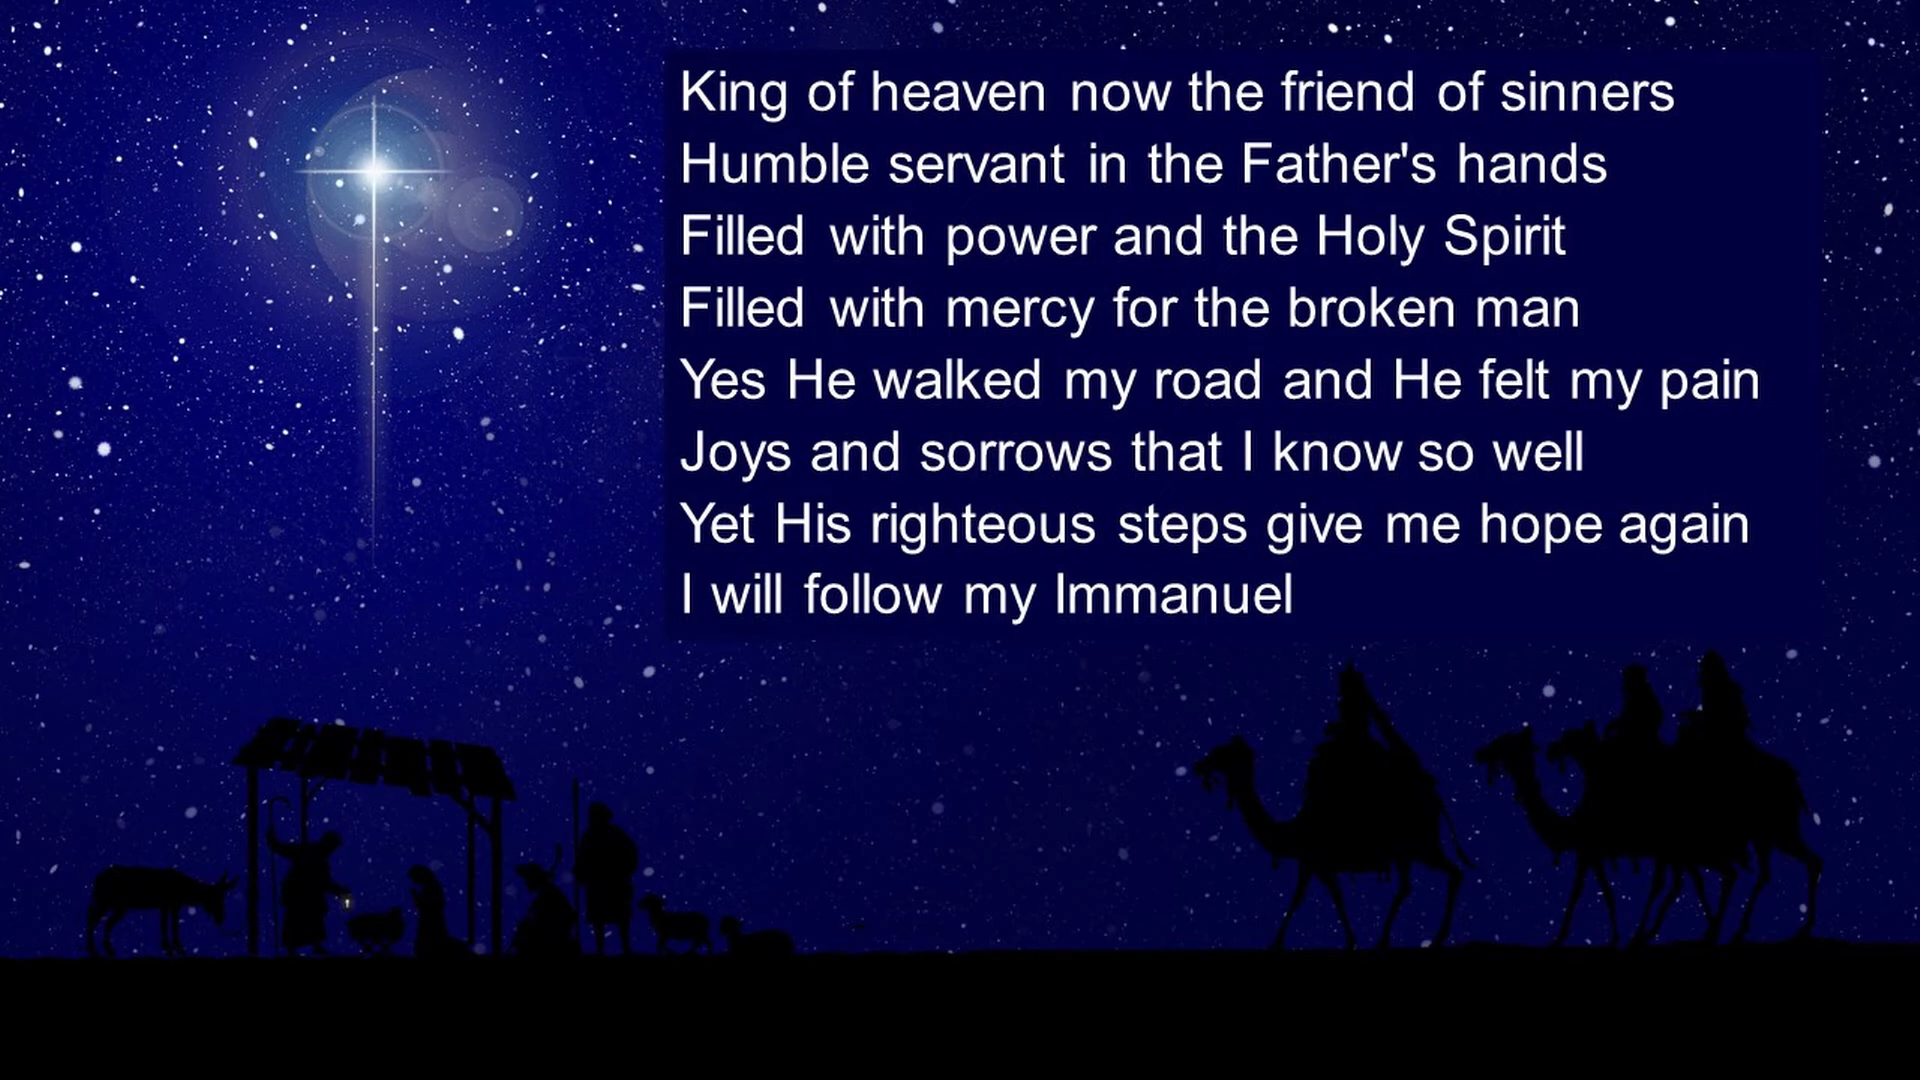 King of heaven now the friend of sinners
Humble servant in the Father's hands
Filled with power and the Holy Spirit
Filled with mercy for the broken man
Yes He walked my road and He felt my pain
Joys and sorrows that I know so well
Yet His righteous steps give me hope again
I will follow my Immanuel